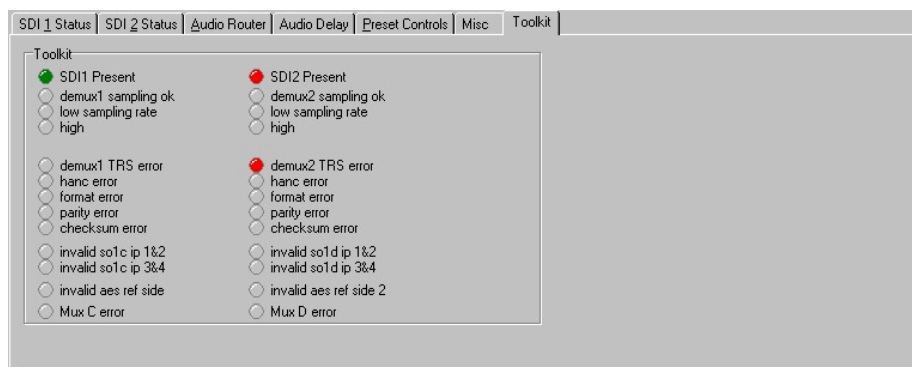 SDI 1 Status SDI 2 Status Audio Router Audio Delay Preset Controls Misc Toolkit
Toolkit
SDI1 Present SDI2 Present
demux1 sampling ok demux2 sampling ok
low sampling rate low sampling rate
high high
demux1 TRS error demux2 TRS error
hanc error hanc error
format error format error
parity error parity error
checksum error checksum error
invalid so1c ip 1&2 invalid so1d ip 1&2
invalid so1c ip 3&4 invalid so1d ip 3&4
invalid aes ref side invalid aes ref side 2
Mux C error Mux D error